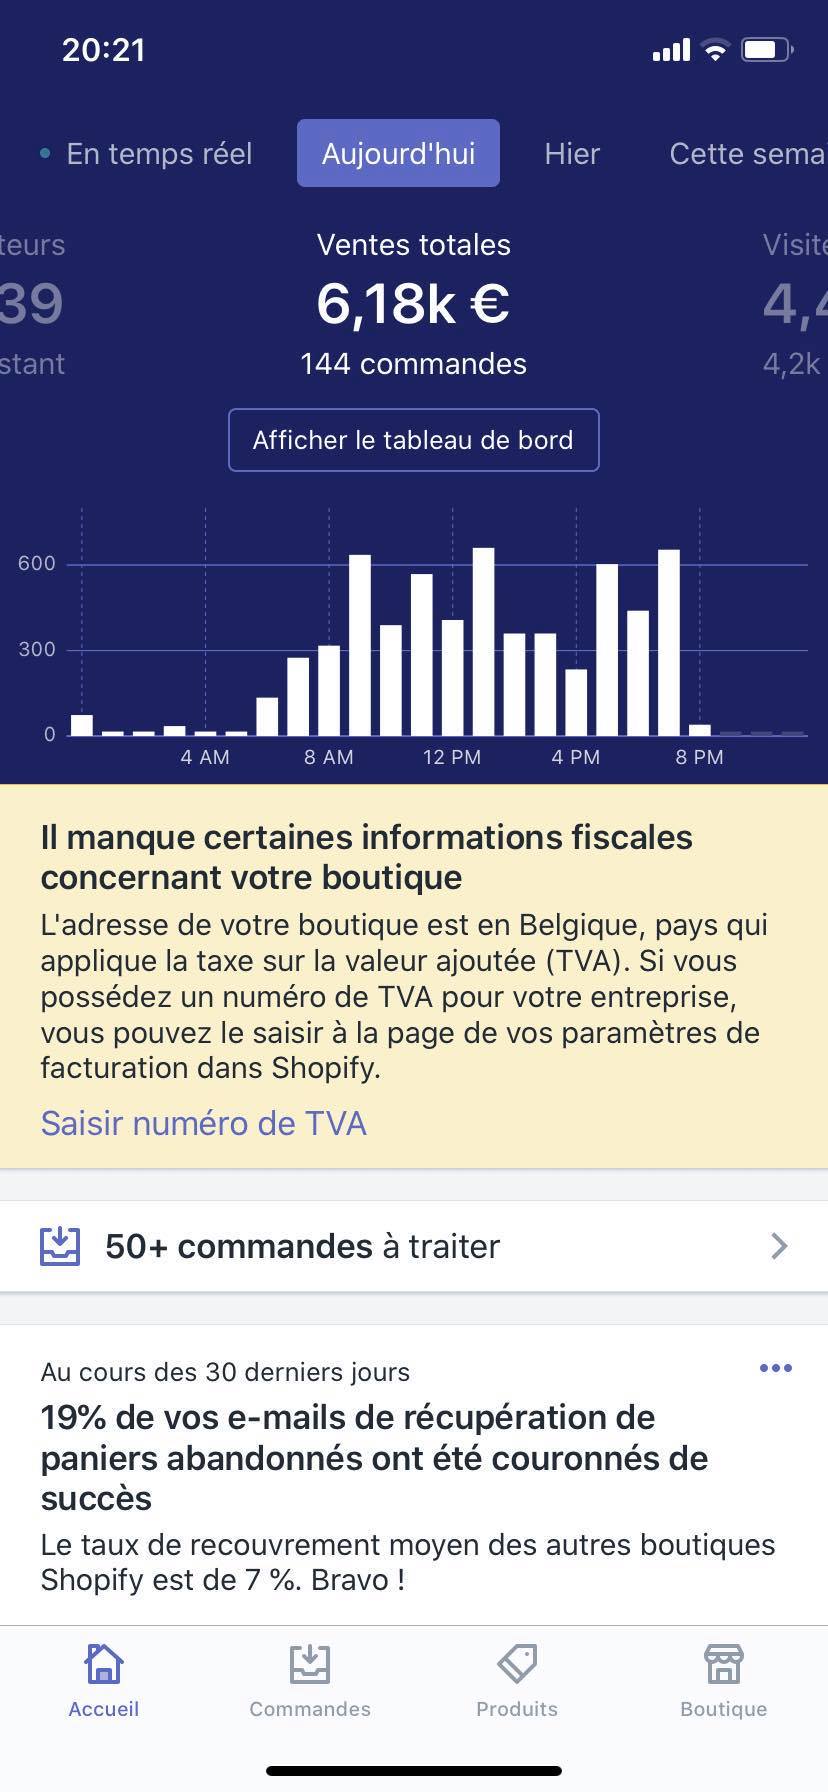 20:21
En temps réel Aujourd'hui Hier Cette sema
teurs Ventes totales Visite
39 6,18k € 4,4
stant 144 commandes 4,2k
Afficher le tableau de bord
600
300
0
4 AM 8 AM 12 PM 4 PM 8 PM
Il manque certaines informations fiscales
concernant votre boutique
L'adresse de votre boutique est en Belgique, pays qui
applique la taxe sur la valeur ajoutée (TVA). Si vous
possédez un numéro de TVA pour votre entreprise,
vous pouvez le saisir à la page de vos paramètres de
facturation dans Shopify.
Saisir numéro de TVA
50+ commandes à traiter
Au cours des 30 derniers jours
19% de vos e-mails de récupération de
paniers abandonnés ont été couronnés de
succès
Le taux de recouvrement moyen des autres boutiques
Shopify est de 7 %. Bravo !
Accueil Commandes Produits Boutique